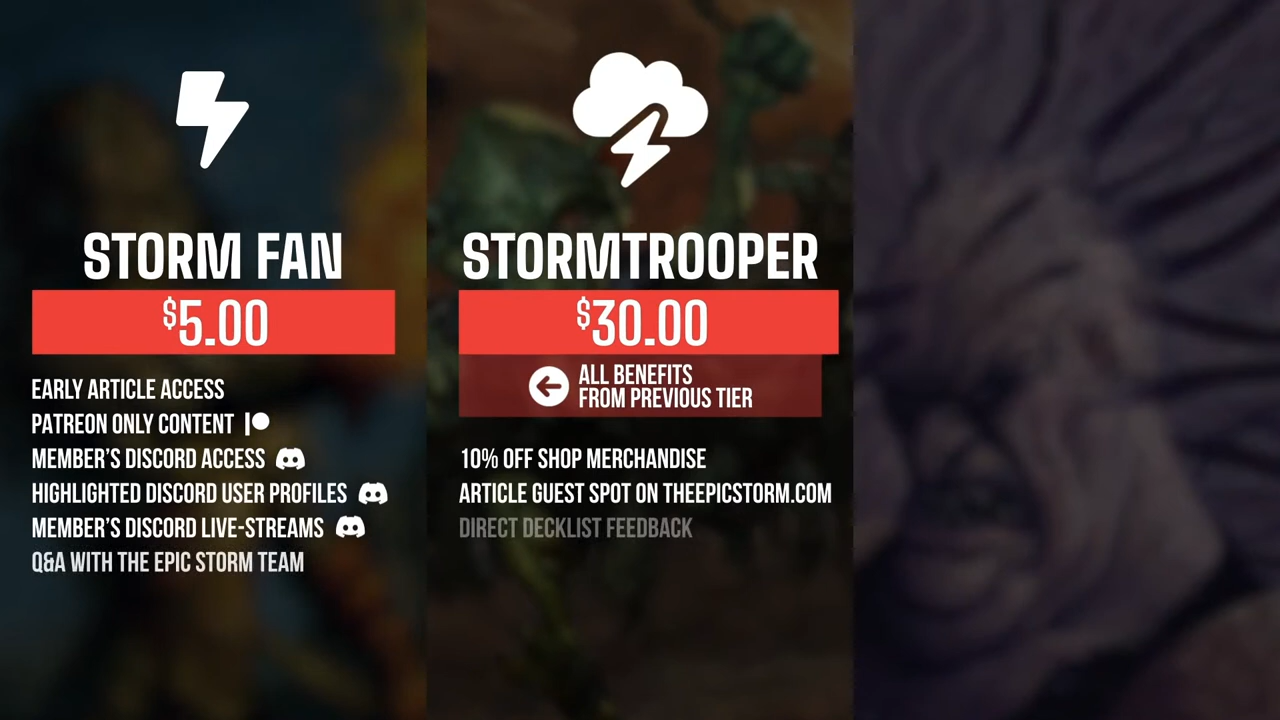 STORM FAN
$5.00
EARLY ARTICLE ACCESS
PATREON ONLY CONTENT
MEMBER'S DISCORD ACCESS
HIGHLIGHTED DISCORD USER PROFILES
MEMBER'S DISCORD LIVE-STREAMS
Q&A WITH THE EPIC STORM TEAM
STORMTROOPER
$30.00
ALL BENEFITS
FROM PREVIOUS TIER
10% OFF SHOP MERCHANDISE
ARTICLE GUEST SPOT ON THEEPICSTORM.COM
DIRECT DECKLIST FEEDBACK